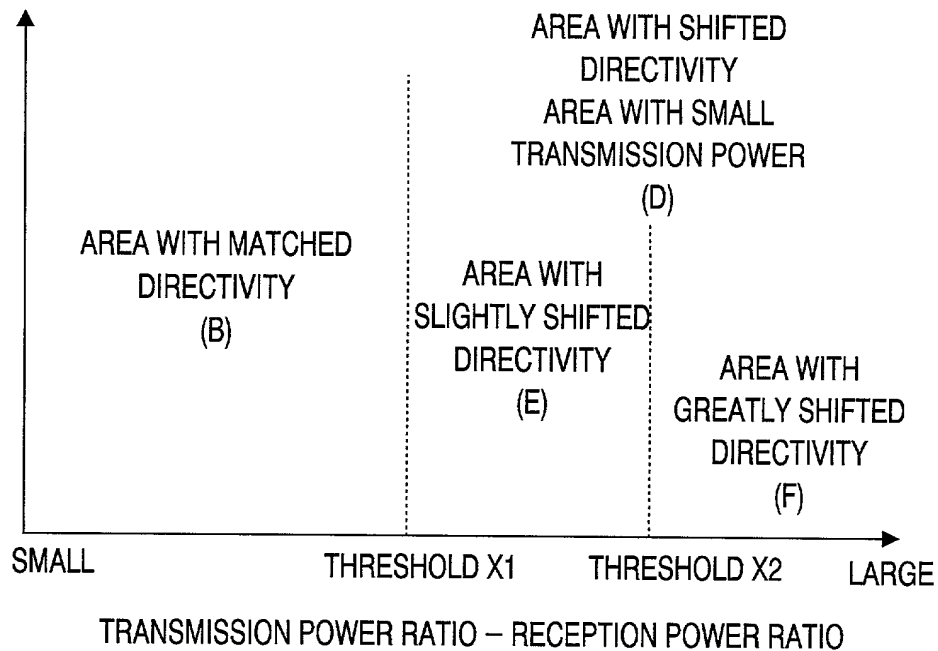 AREA WITH SHIFTED
DIRECTIVITY
AREA WITH SMALL
TRANSMISSION POWER
(D)
AREA WITH MATCHED
DIRECTIVITY
(B)
AREA WITH
SLIGHTLY SHIFTED
DIRECTIVITY
(E)
AREA WITH
GREATLY SHIFTED
DIRECTIVITY
(F)
SMALL
THRESHOLD X1
THRESHOLD X2
LARGE
TRANSMISSION POWER RATIO – RECEPTION POWER RATIO